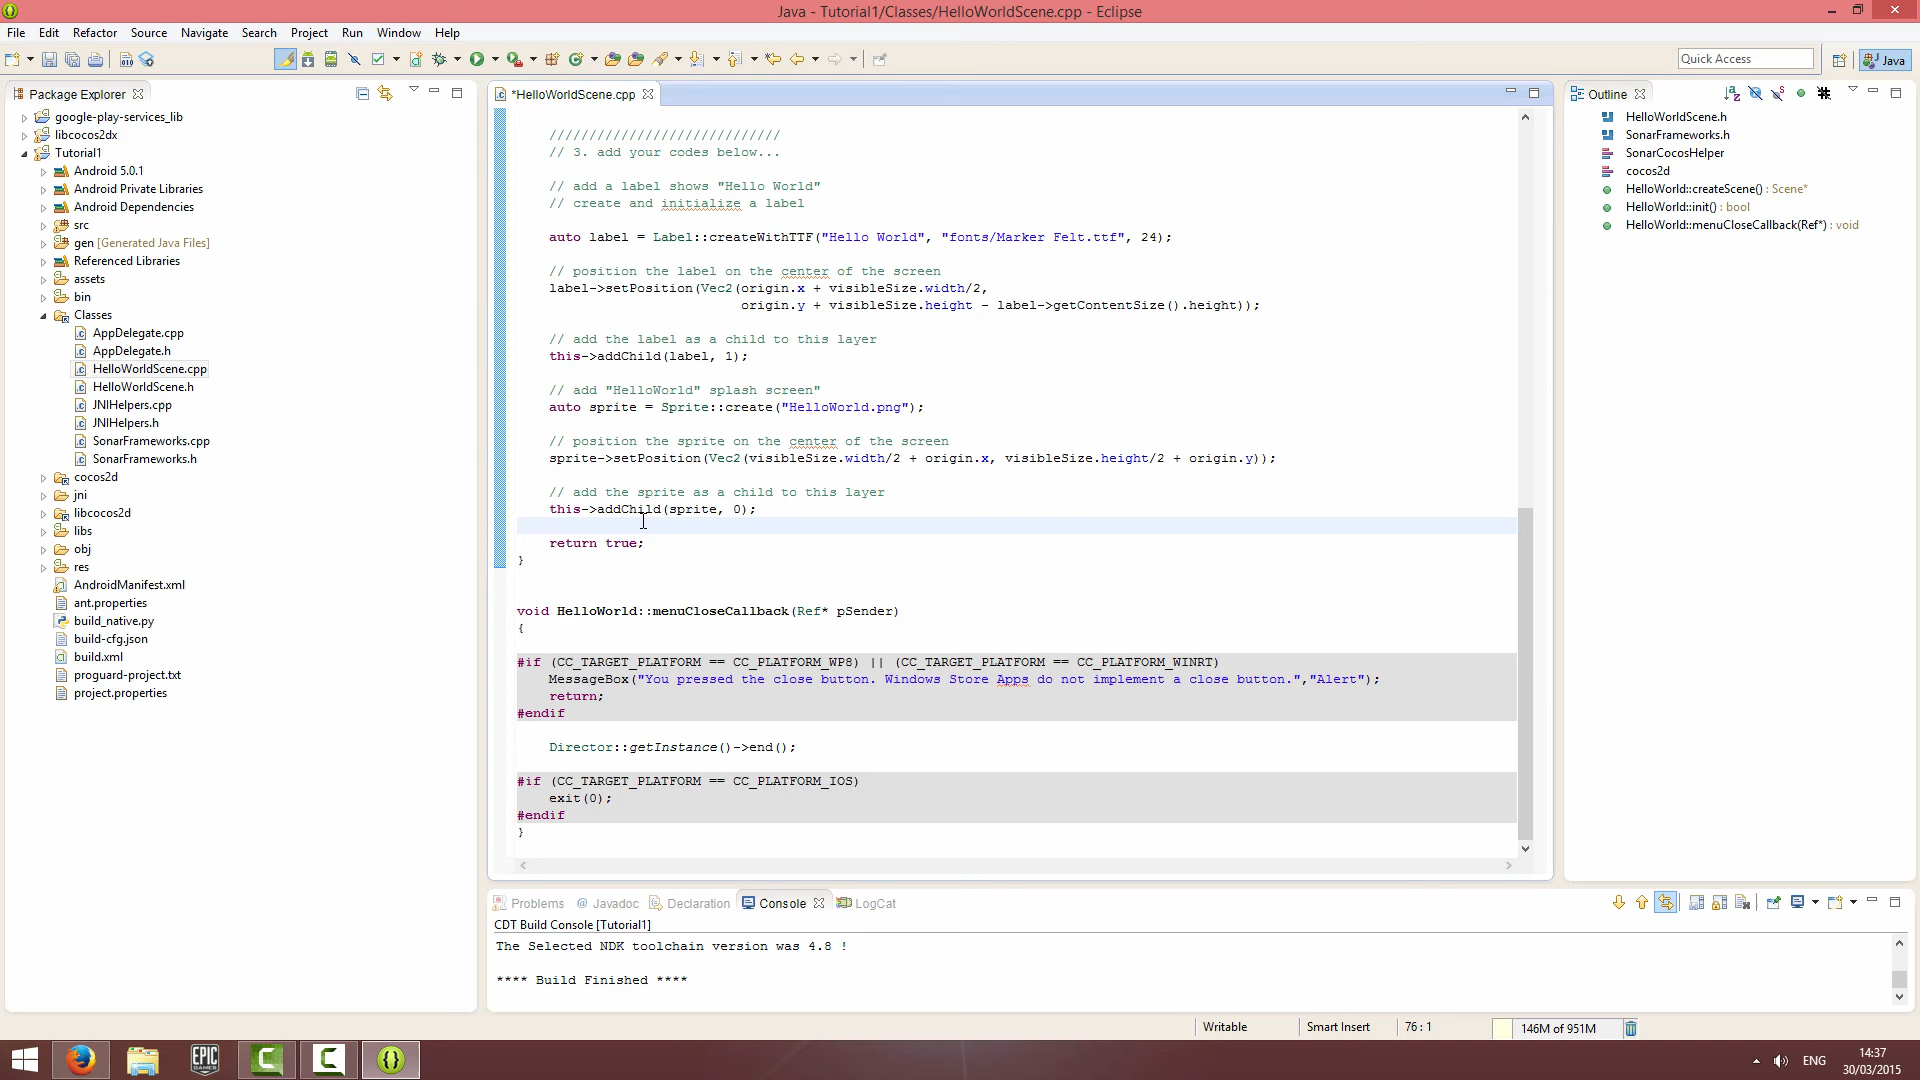 Java - Tutorial1/Classes/HelloWorldScene.cpp - Eclipse
File Edit Refactor Source Navigate Search Project Run Window Help
Quick Access
Java
Package Explorer
google-play-services_lib
libcocos2dx
Tutorial1
Android 5.0.1
Android Private Libraries
Android Dependencies
src
gen [Generated Java Files]
Referenced Libraries
assets
bin
Classes
AppDelegate.cpp
AppDelegate.h
HelloWorldScene.cpp
HelloWorldScene.h
JNIHelpers.cpp
JNIHelpers.h
SonarFrameworks.cpp
SonarFrameworks.h
cocos2d
jni
libcocos2d
libs
obj
res
AndroidManifest.xml
ant.properties
build_native.py
build-cfg.json
build.xml
proguard-project.txt
project.properties
*HelloWorldScene.cpp
/////////////////////////////
// 3. add your codes below...
// add a label shows "Hello World"
// create and initialize a label
auto label = Label::createWithTTF("Hello World", "fonts/Marker Felt.ttf", 24);
// position the label on the center of the screen
label->setPosition(Vec2(origin.x + visibleSize.width/2,
origin.y + visibleSize.height - label->getContentSize().height));
// add the label as a child to this layer
this->addChild(label, 1);
// add "HelloWorld" splash screen"
auto sprite = Sprite::create("HelloWorld.png");
// position the sprite on the center of the screen
sprite->setPosition(Vec2(visibleSize.width/2 + origin.x, visibleSize.height/2 + origin.y));
// add the sprite as a child to this layer
this->addChild(sprite, 0);
return true;
}
void HelloWorld::menuCloseCallback(Ref* pSender)
{
#if (CC_TARGET_PLATFORM == CC_PLATFORM_WP8) || (CC_TARGET_PLATFORM == CC_PLATFORM_WINRT)
MessageBox("You pressed the close button. Windows Store Apps do not implement a close button.","Alert");
return;
#endif
Director::getInstance()->end();
#if (CC_TARGET_PLATFORM == CC_PLATFORM_IOS)
exit(0);
#endif
}
Outline
HelloWorldScene.h
SonarFrameworks.h
SonarCocosHelper
cocos2d
HelloWorld::createScene() : Scene*
HelloWorld::init() : bool
HelloWorld::menuCloseCallback(Ref*) : void
Problems Javadoc Declaration Console LogCat
CDT Build Console [Tutorial1]
The Selected NDK toolchain version was 4.8 !
**** Build Finished ****
Writable Smart Insert 76 : 1 146M of 951M
EPIC GAMES
ENG
14:37
30/03/2015